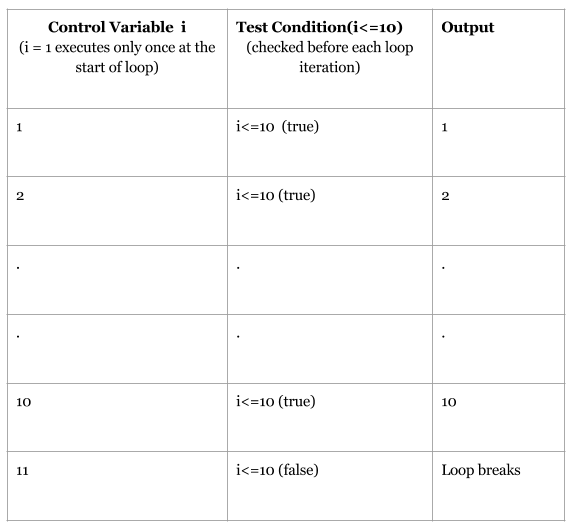 Control Variable i
(i = 1 executes only once at the
start of loop)
Test Condition(i<=10)
(checked before each loop
iteration)
Output
1
i<=10 (true)
1
2
i<=10 (true)
2
.
.
.
.
.
.
10
i<=10 (true)
10
11
i<=10 (false)
Loop breaks